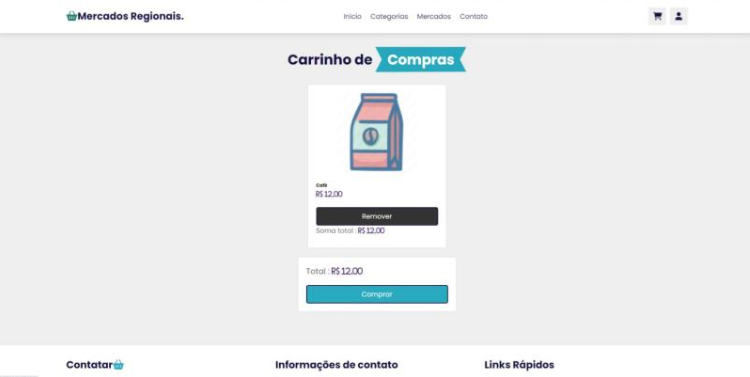 Mercados Regionais.
Início Categorias Mercados Contato
Carrinho de Compras
Café
R$ 12,00
Remover
Soma total : R$ 12,00
Total : R$ 12,00
Comprar
Contatar Informações de contato Links Rápidos